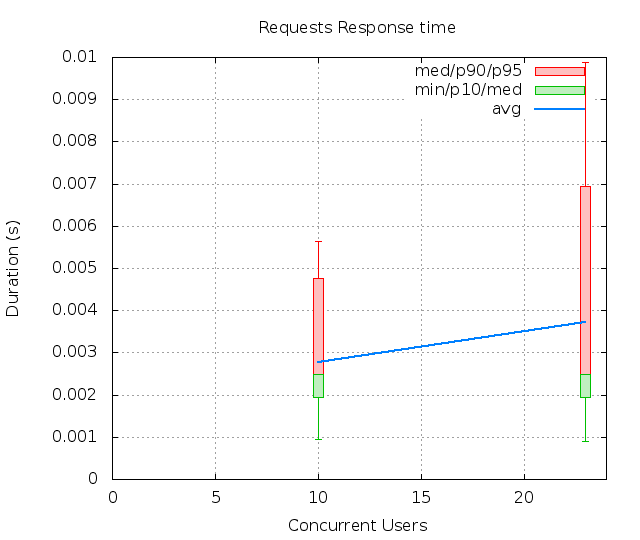 Requests Response time
0.01
0.009
0.008
0.007
0.006
0.005
0.004
0.003
0.002
0.001
0
Duration (s)
med/p90/p95
min/p10/med
avg
0 5 10 15 20
Concurrent Users